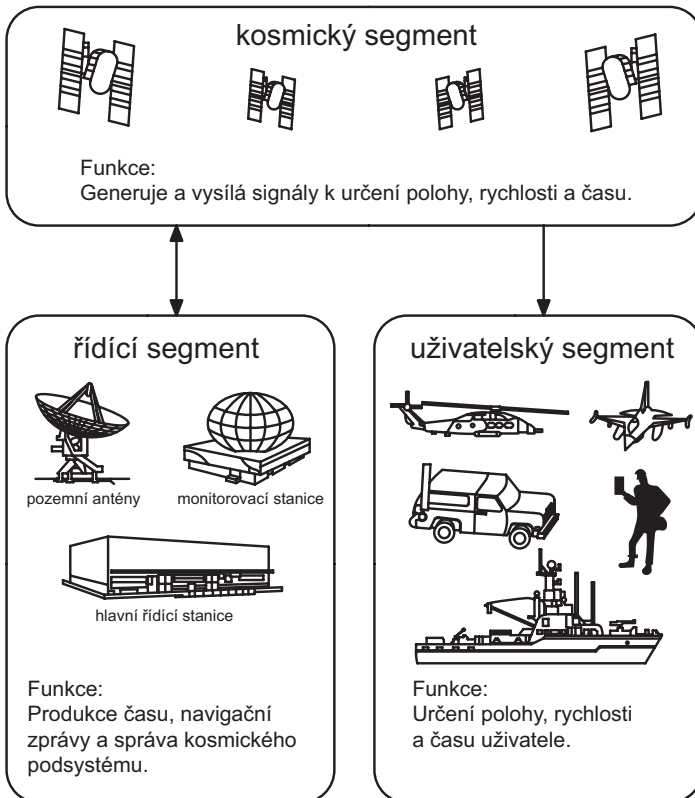 kosmický segment
Funkce:
Generuje a vysílá signály k určení polohy, rychlosti a času.
řídící segment
pozemní antény
monitorovací stanice
hlavní řídící stanice
Funkce:
Produkce času, navigační
zprávy a správa kosmického
podsystému.
uživatelský segment
Funkce:
Určení polohy, rychlosti
a času uživatele.